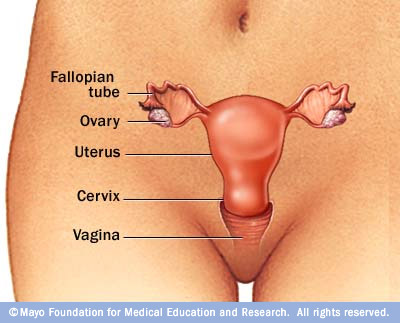 Fallopian
tube
Ovary
Uterus
Cervix
Vagina
©Mayo Foundation for Medical Education and Research. All rights reserved.